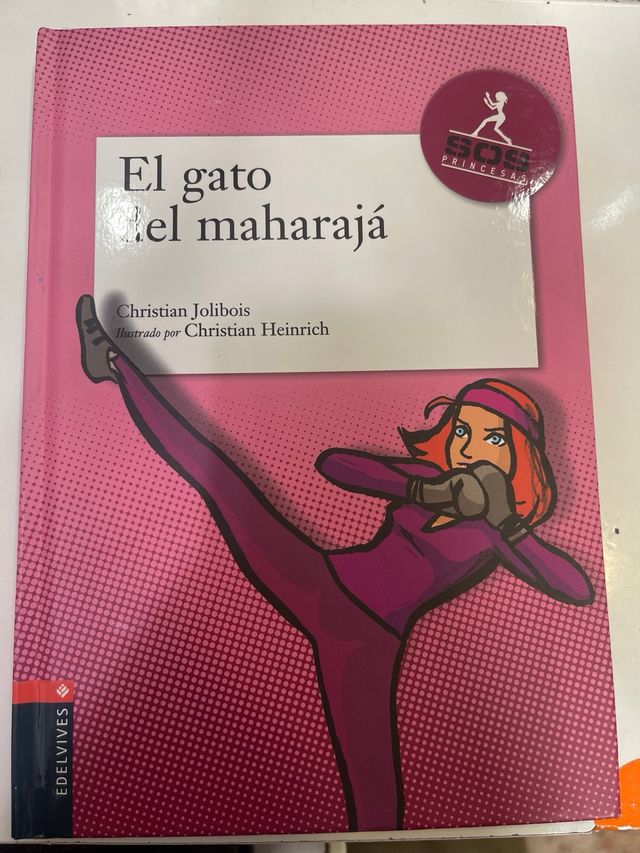 SOS
PRINCESAS
El gato
del maharajá
Christian Jolibois
Ilustrado por Christian Heinrich
EDELVIVES